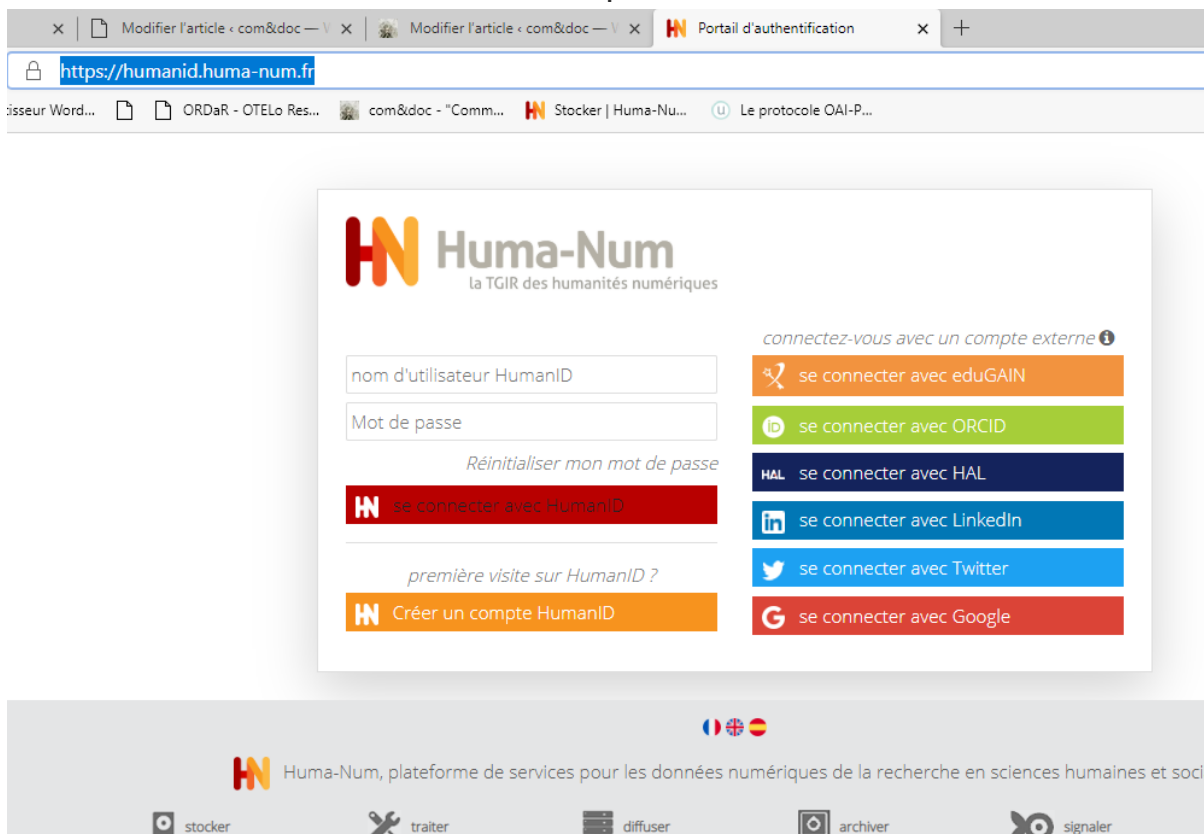 Modifier l'article ‹ com&doc —
Modifier l'article ‹ com&doc —
Portail d'authentification
https://humanid.huma-num.fr
tisseur Word...
ORDaR - OTELo Res...
com&doc - "Comm...
Stocker | Huma-Nu...
Le protocole OAI-P...
HN Huma-Num
la TGIR des humanités numériques
nom d'utilisateur HumanID
Mot de passe
Réinitialiser mon mot de passe
se connecter avec HumanID
première visite sur HumanID ?
Créer un compte HumanID
connectez-vous avec un compte externe
se connecter avec eduGAIN
iD se connecter avec ORCID
HAL se connecter avec HAL
in se connecter avec LinkedIn
se connecter avec Twitter
G se connecter avec Google
HN Huma-Num, plateforme de services pour les données numériques de la recherche en sciences humaines et soci
stocker
traiter
diffuser
archiver
signaler